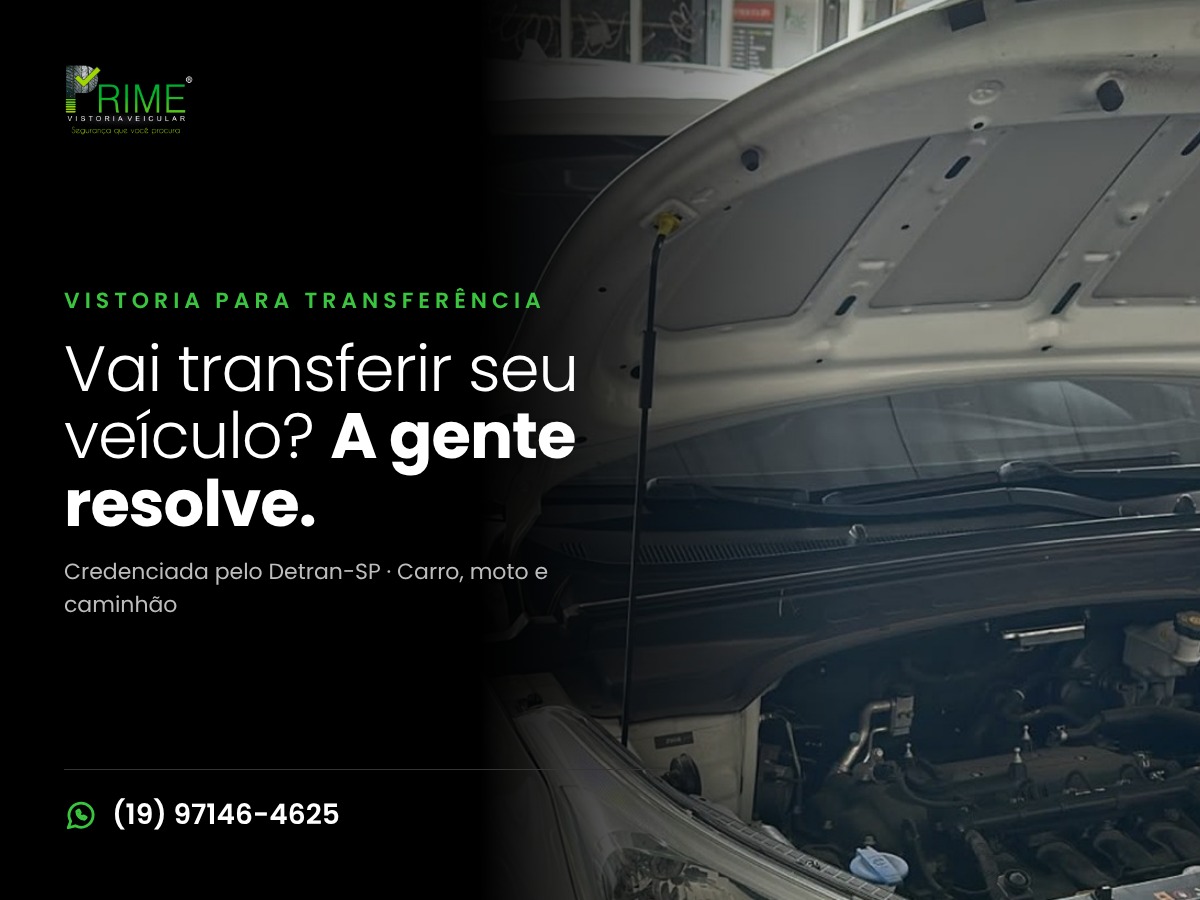 PRIME®
VISTORIA VEICULAR
Segurança que você procura
VISTORIA PARA TRANSFERÊNCIA
Vai transferir seu
veículo? A gente
resolve.
Credenciada pelo Detran-SP · Carro, moto e
caminhão
(19) 97146-4625